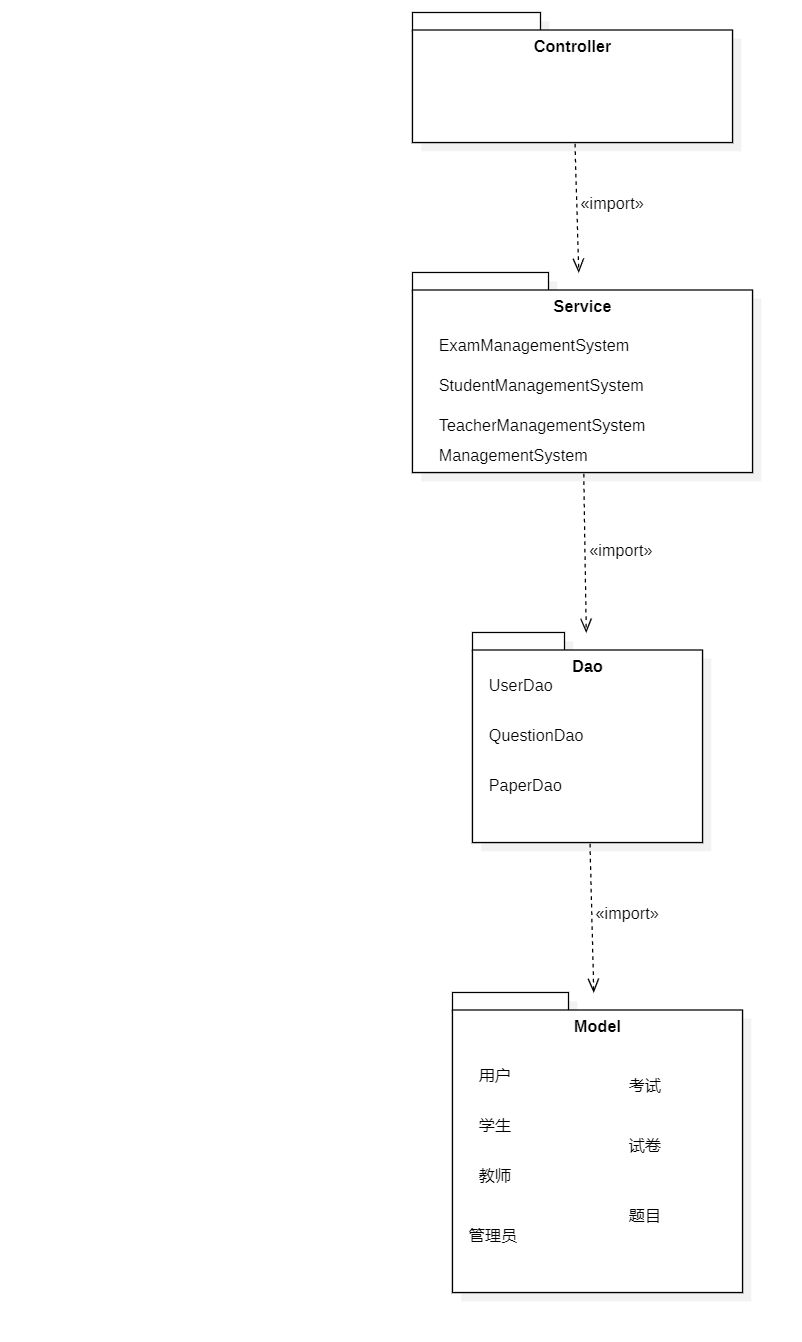 Controller
«import»
Service
ExamManagementSystem
StudentManagementSystem
TeacherManagementSystem
ManagementSystem
«import»
Dao
UserDao
QuestionDao
PaperDao
«import»
Model
用户
考试
学生
试卷
教师
题目
管理员